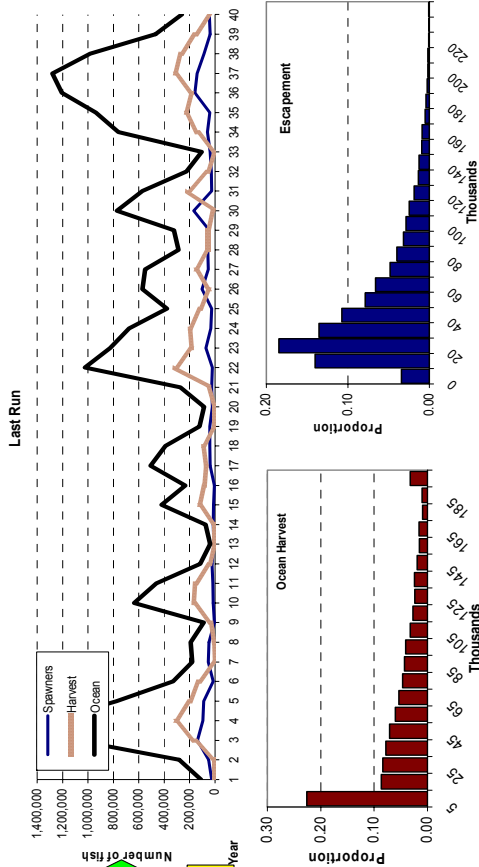 Last Run
Number of fish
1,400,000
1,200,000
1,000,000
800,000
600,000
400,000
200,000
0
Spawners
Harvest
Ocean
1 2 3 4 5 6 7 8 9 10 11 12 13 14 15 16 17 18 19 20 21 22 23 24 25 26 27 28 29 30 31 32 33 34 35 36 37 38 39 40
Year
Ocean Harvest
Proportion
0.30
0.20
0.10
0.00
5 25 45 65 85 105 125 145 165 185
Thousands
Escapement
Proportion
0.20
0.10
0.00
0 20 40 60 80 100 120 140 160 180 200 220
Thousands